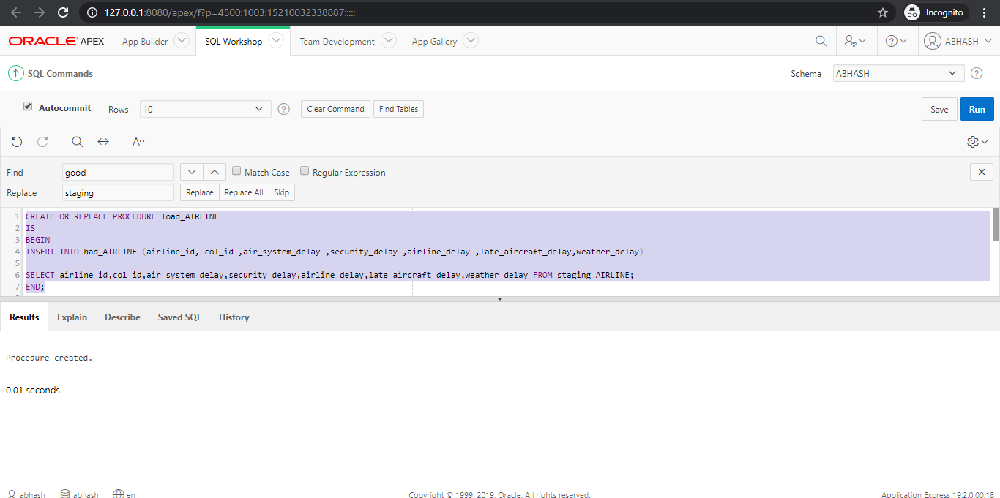 127.0.0.1:8080/apex/f?p=4500:1003:15210032338887:::::
Incognito
ORACLE APEX
App Builder
SQL Workshop
Team Development
App Gallery
ABHASH
SQL Commands
Schema
ABHASH
Autocommit
Rows
10
Clear Command
Find Tables
Save
Run
A··
Find
good
Match Case
Regular Expression
Replace
staging
Replace
Replace All
Skip
1 CREATE OR REPLACE PROCEDURE load_AIRLINE
2 IS
3 BEGIN
4 INSERT INTO bad_AIRLINE (airline_id, col_id ,air_system_delay ,security_delay ,airline_delay ,late_aircraft_delay,weather_delay)
5
6 SELECT airline_id,col_id,air_system_delay,security_delay,airline_delay,late_aircraft_delay,weather_delay FROM staging_AIRLINE;
7 END;
Results
Explain
Describe
Saved SQL
History
Procedure created.
0.01 seconds
abhash
abhash
en
Copyright © 1999, 2019, Oracle. All rights reserved.
Application Express 19.2.0.00.18